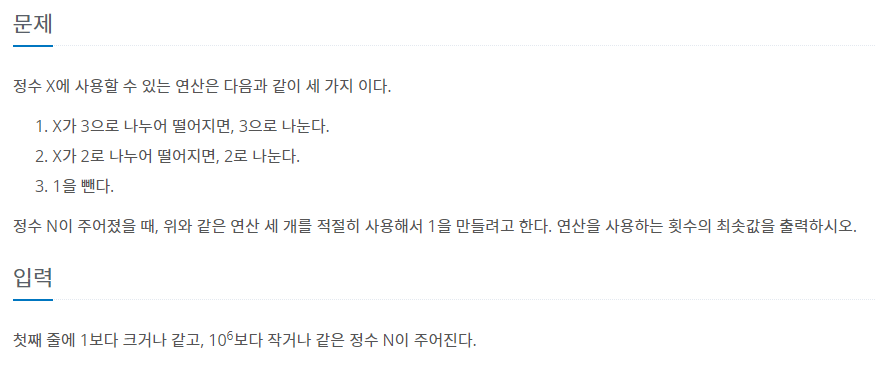 문제
정수 X에 사용할 수 있는 연산은 다음과 같이 세 가지 이다.
1. X가 3으로 나누어 떨어지면, 3으로 나눈다.
2. X가 2로 나누어 떨어지면, 2로 나눈다.
3. 1을 뺀다.
정수 N이 주어졌을 때, 위와 같은 연산 세 개를 적절히 사용해서 1을 만들려고 한다. 연산을 사용하는 횟수의 최솟값을 출력하시오.
입력
첫째 줄에 1보다 크거나 같고, 10⁶보다 작거나 같은 정수 N이 주어진다.